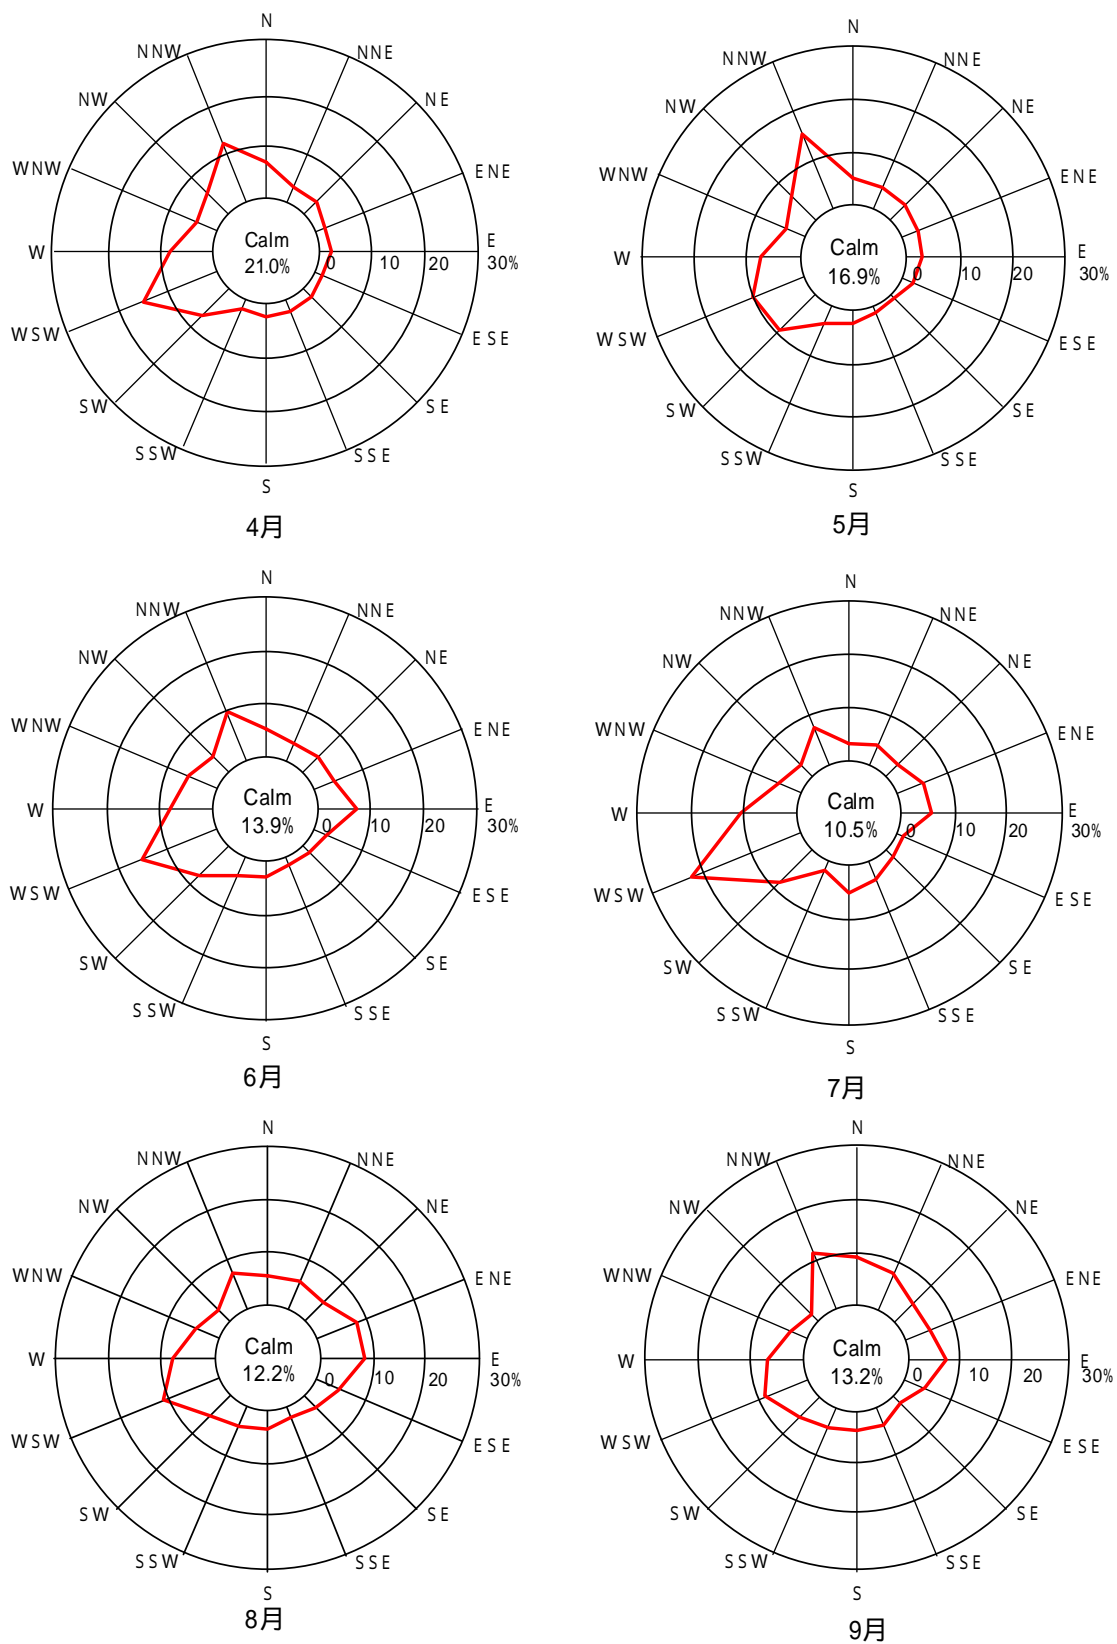 N
NNW NNE
NW NE
WNW ENE
W Calm 21.0% 0 10 20 E 30%
WSW ESE
SW SE
SSW SSE
S
4月
N
NNW NNE
NW NE
WNW ENE
W Calm 16.9% 0 10 20 E 30%
WSW ESE
SW SE
SSW SSE
S
5月
N
NNW NNE
NW NE
WNW ENE
W Calm 13.9% 0 10 20 E 30%
WSW ESE
SW SE
SSW SSE
S
6月
N
NNW NNE
NW NE
WNW ENE
W Calm 10.5% 0 10 20 E 30%
WSW ESE
SW SE
SSW SSE
S
7月
N
NNW NNE
NW NE
WNW ENE
W Calm 12.2% 0 10 20 E 30%
WSW ESE
SW SE
SSW SSE
S
8月
N
NNW NNE
NW NE
WNW ENE
W Calm 13.2% 0 10 20 E 30%
WSW ESE
SW SE
SSW SSE
S
9月